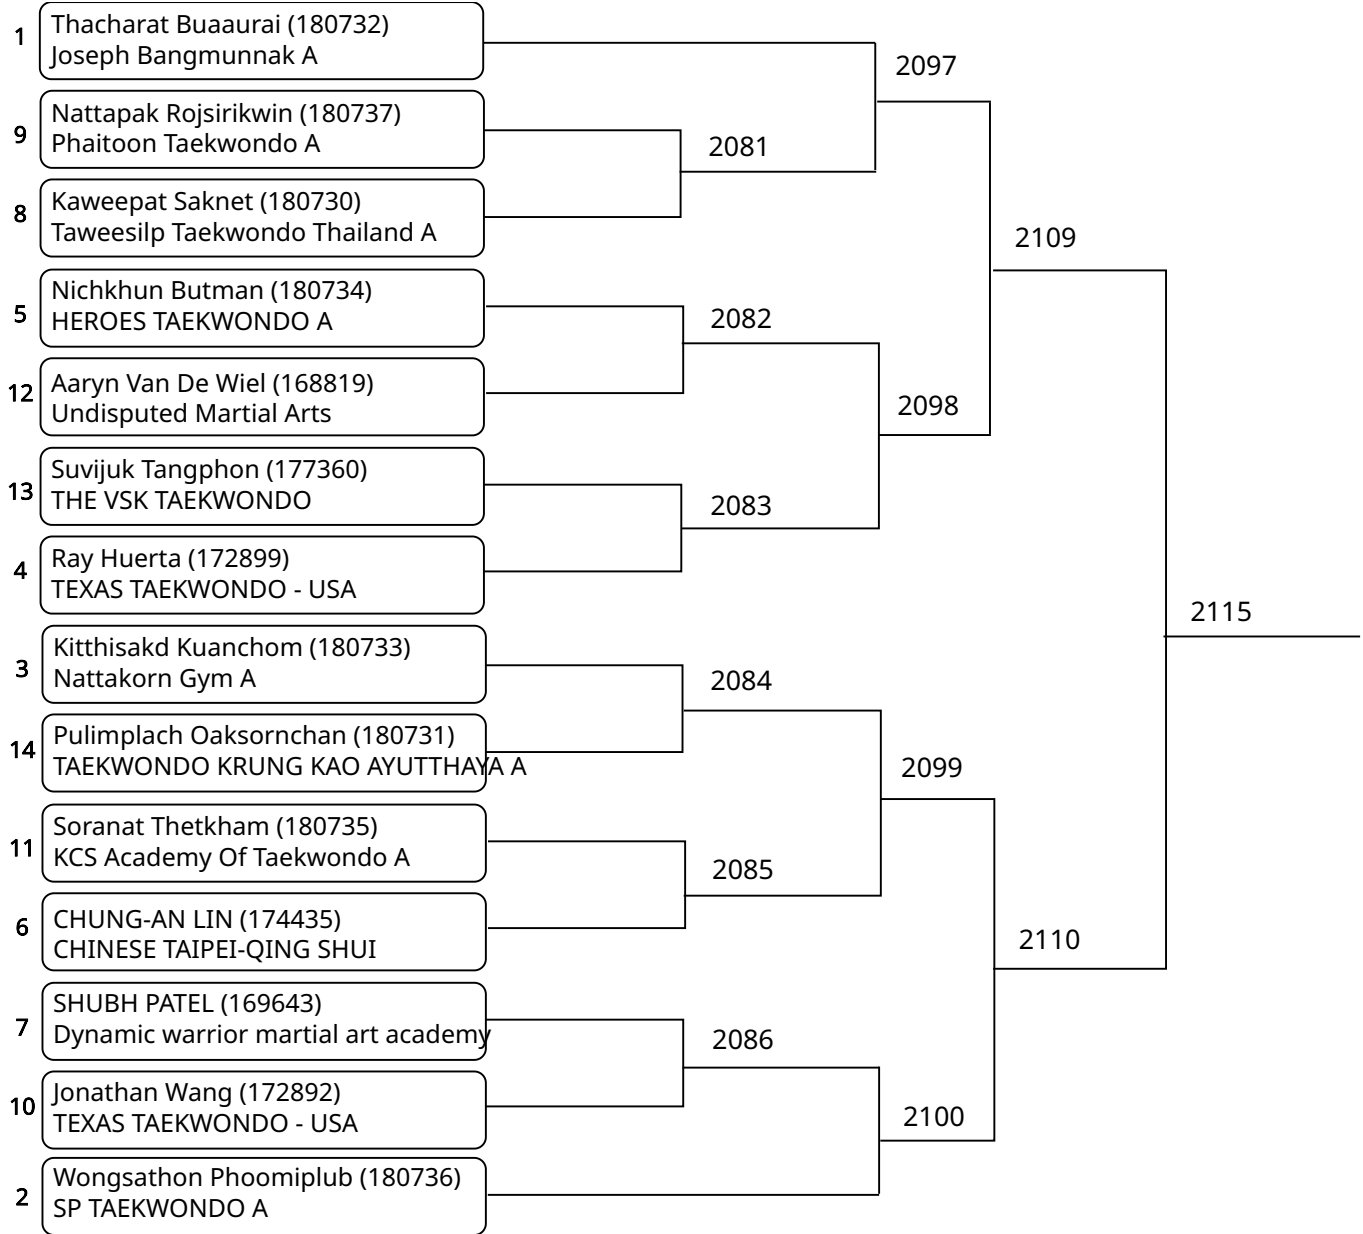 1
Thacharat Buaaurai (180732)
Joseph Bangmunnak A
2097
9
Nattapak Rojsirikwin (180737)
Phaitoon Taekwondo A
2081
8
Kaweepat Saknet (180730)
Taweesilp Taekwondo Thailand A
2109
5
Nichkhun Butman (180734)
HEROES TAEKWONDO A
2082
12
Aaryn Van De Wiel (168819)
Undisputed Martial Arts
2098
13
Suvijuk Tangphon (177360)
THE VSK TAEKWONDO
2083
4
Ray Huerta (172899)
TEXAS TAEKWONDO - USA
2115
3
Kitthisakd Kuanchom (180733)
Nattakorn Gym A
2084
14
Pulimplach Oaksornchan (180731)
TAEKWONDO KRUNG KAO AYUTTHAYA A
2099
11
Soranat Thetkham (180735)
KCS Academy Of Taekwondo A
2085
6
CHUNG-AN LIN (174435)
CHINESE TAIPEI-QING SHUI
2110
7
SHUBH PATEL (169643)
Dynamic warrior martial art academy
2086
10
Jonathan Wang (172892)
TEXAS TAEKWONDO - USA
2100
2
Wongsathon Phoomiplub (180736)
SP TAEKWONDO A